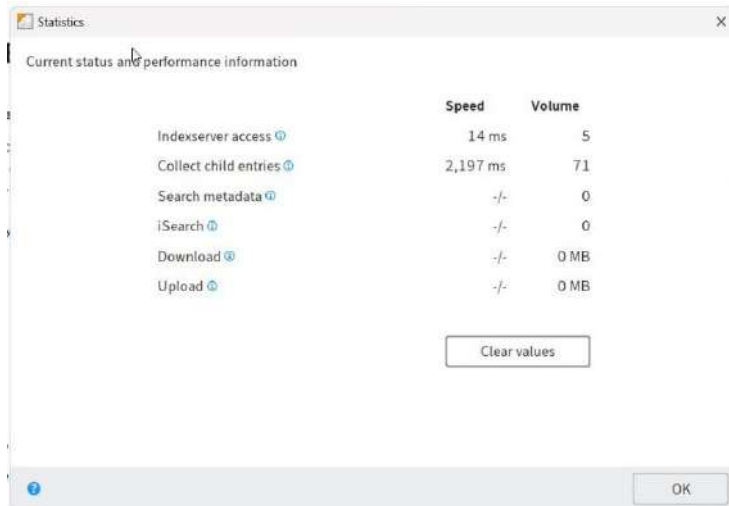 Statistics
Current status and performance information
Speed Volume
Indexserver access 14 ms 5
Collect child entries 2,197 ms 71
Search metadata -/- 0
iSearch -/- 0
Download -/- 0 MB
Upload -/- 0 MB
Clear values
OK